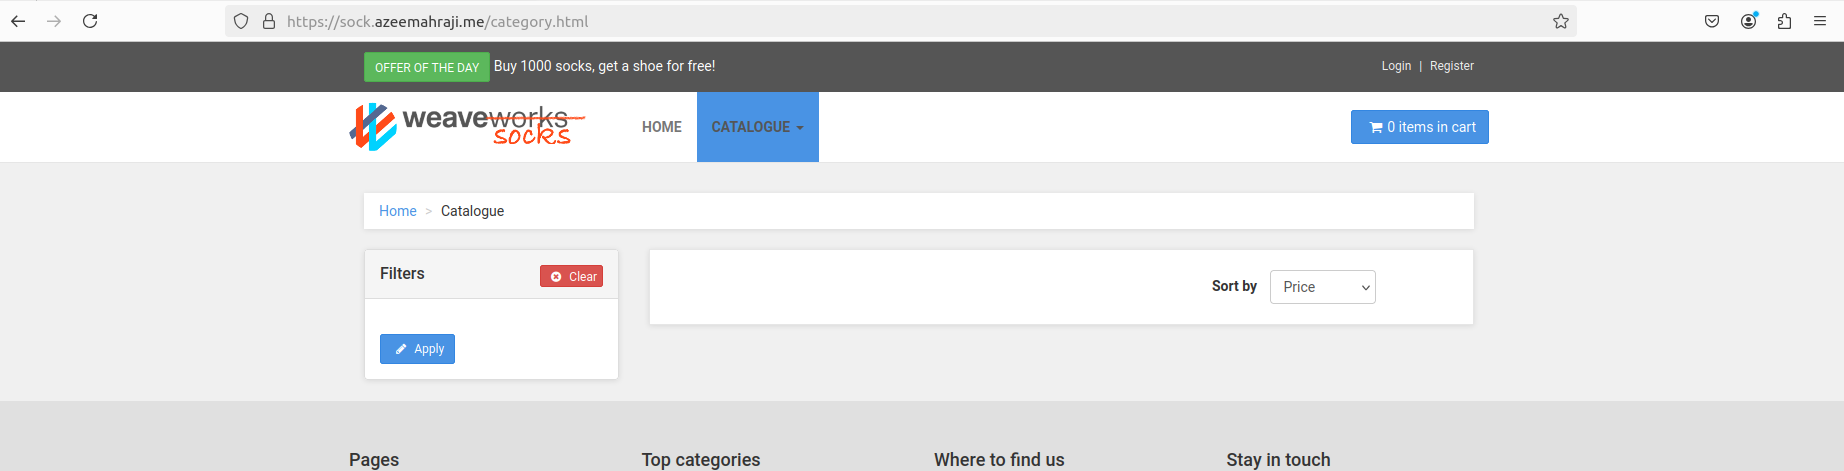 https://sock.azeemahraji.me/category.html
OFFER OF THE DAY Buy 1000 socks, get a shoe for free!
Login | Register
weaveworks
socks
HOME
CATALOGUE
0 items in cart
Home > Catalogue
Filters
Clear
Sort by
Price
Apply
Pages
Top categories
Where to find us
Stay in touch